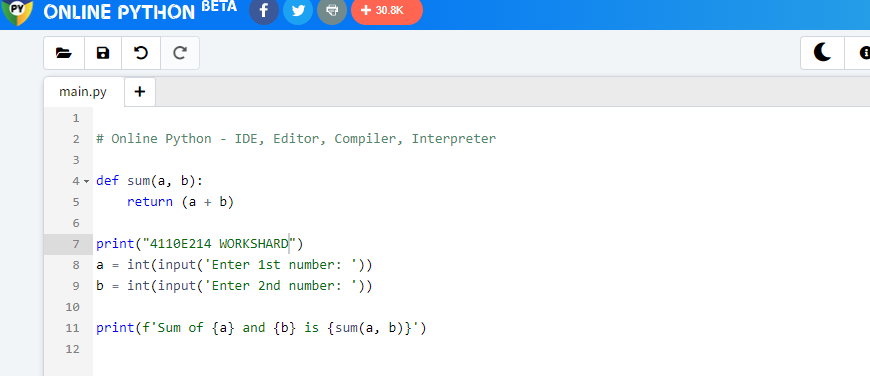 PY ONLINE PYTHON BETA f + 30.8K
main.py +
1
2 # Online Python - IDE, Editor, Compiler, Interpreter
3
4 def sum(a, b):
5     return (a + b)
6
7 print("4110E214 WORKSHARD")
8 a = int(input('Enter 1st number: '))
9 b = int(input('Enter 2nd number: '))
10
11 print(f'Sum of {a} and {b} is {sum(a, b)}')
12